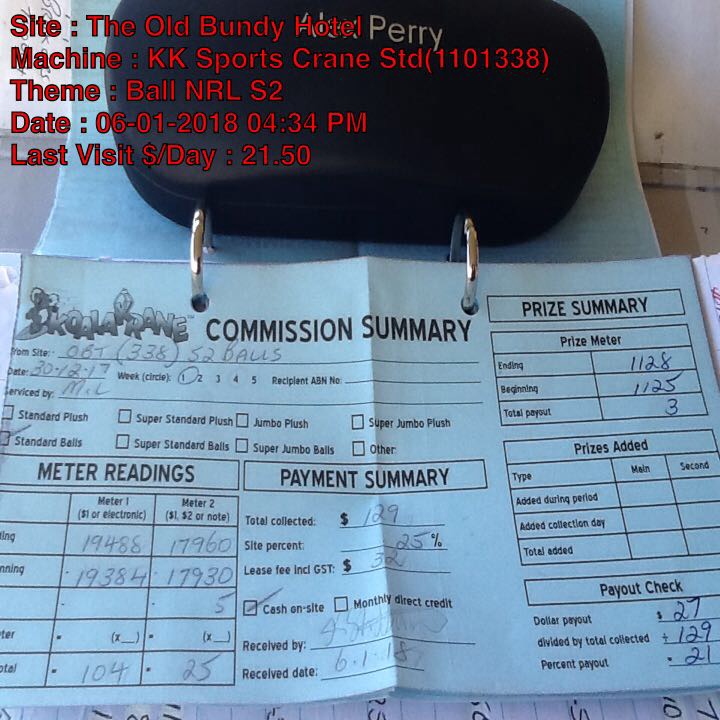 Site : The Old Bundy Hotel
Alex Perry
Machine : KK Sports Crane Std(1101338)
Theme : Ball NRL S2
Date : 06-01-2018 04:34 PM
Last Visit $/Day : 21.50
KOALA KRANE™ COMMISSION SUMMARY
rom Site: OBT (338) S2 BALLS
Date: 30-12-17 Week (circle): 1 2 3 4 5 Recipient ABN No:
erviced by: M.L
Standard Plush Super Standard Plush Jumbo Plush Super Jumbo Plush
Standard Balls Super Standard Balls Super Jumbo Balls Other:
METER READINGS
Meter 1 Meter 2
($1 or electronic) ($1, $2 or note)
ing 19488 17960
nning - 19384 - 17930
- 5
ter • (x__) • (x__)
otal = 104 = 25
PAYMENT SUMMARY
Total collected: $ 129
Site percent: 25 %
Lease fee incl GST: $ 32
Cash on-site Monthly direct credit
Received by:
Received date: 6.1.18
PRIZE SUMMARY
Prize Meter
Ending 1128
Beginning 1125
Total payout 3
Prizes Added
Type Main Second
Added during period
Added collection day
Total added
Payout Check
Dollar payout $ 27
divided by total collected ÷ 129
Percent payout = 21